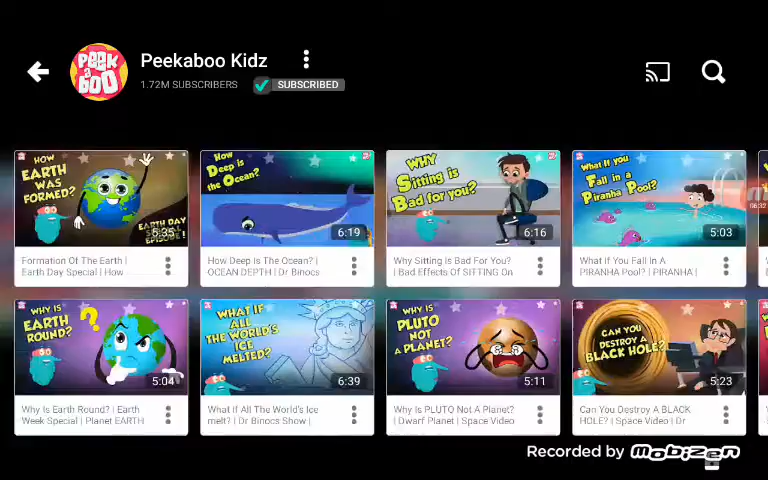 Peekaboo Kidz
1.72M SUBSCRIBERS
SUBSCRIBED
PEEK
a
BOO
HOW
EARTH
WAS
FORMED?
EARTH DAY
SPECIAL
EPISODE!
5:35
Formation Of The Earth |
Earth Day Special | How
How
Deep is
the Ocean?
6:19
How Deep Is The Ocean? |
OCEAN DEPTH | Dr Binocs
WHY
Sitting is
Bad for you?
6:16
Why Sitting Is Bad For You?
| Bad Effects Of SITTING On
What If you
Fall in a
Piranha Pool?
5:03
What If You Fall In A
PIRANHA Pool? | PIRANHA |
06:32
WHY IS
EARTH
ROUND?
5:04
Why Is Earth Round? | Earth
Week Special | Planet EARTH
WHAT IF
ALL
THE WORLD'S
ICE
MELTED?
6:39
What If All The World's Ice
melt? | Dr Binocs Show |
WHY IS
PLUTO
NOT
A PLANET?
5:11
Why Is PLUTO Not A Planet?
| Dwarf Planet | Space Video
CAN YOU
DESTROY A
BLACK HOLE?
5:23
Can You Destroy A BLACK
HOLE? | Space Video | Dr
Recorded by Mobizen